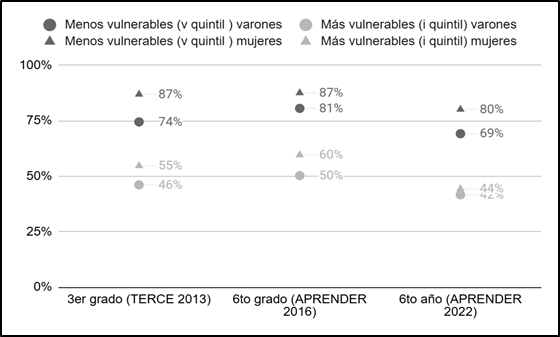 Menos vulnerables (v quintil ) varones
Más vulnerables (i quintil) varones
Menos vulnerables (v quintil ) mujeres
Más vulnerables (i quintil) mujeres
100%
75%
50%
25%
0%
87%
74%
55%
46%
87%
81%
60%
50%
80%
69%
44%
42%
3er grado (TERCE 2013)
6to grado (APRENDER
2016)
6to año (APRENDER
2022)